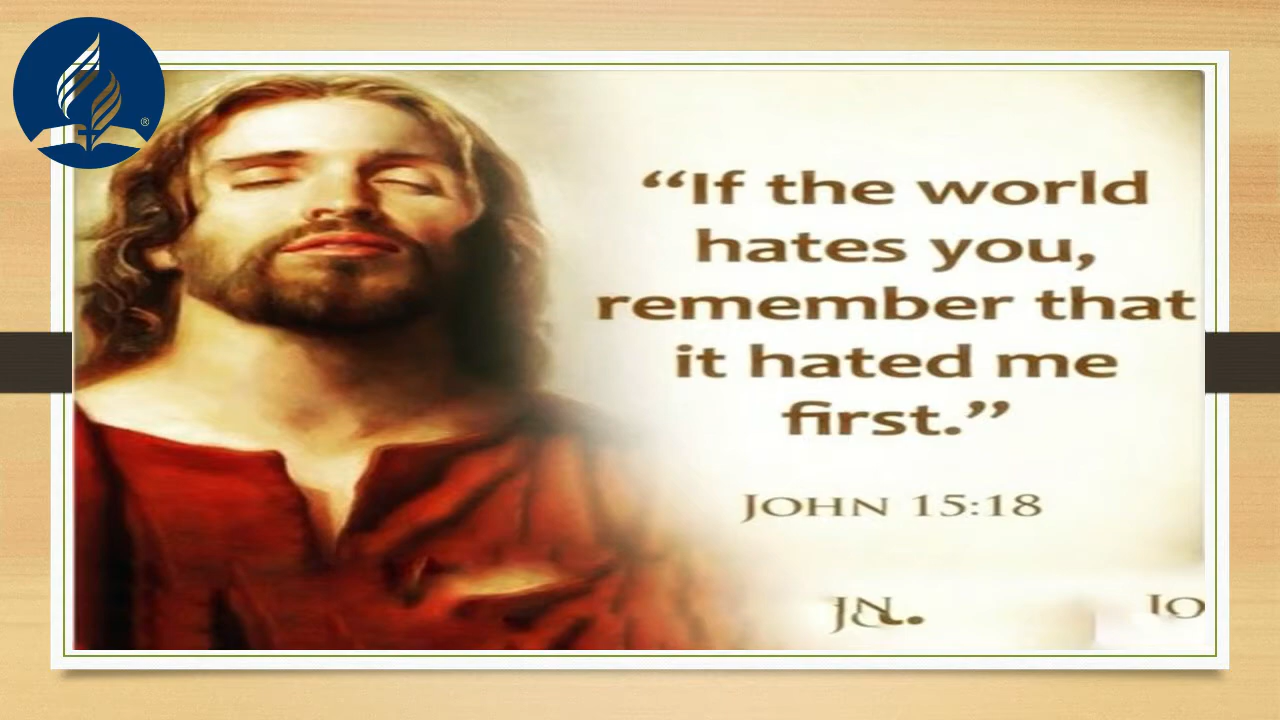 “If the world
hates you,
remember that
it hated me
first.”
JOHN 15:18